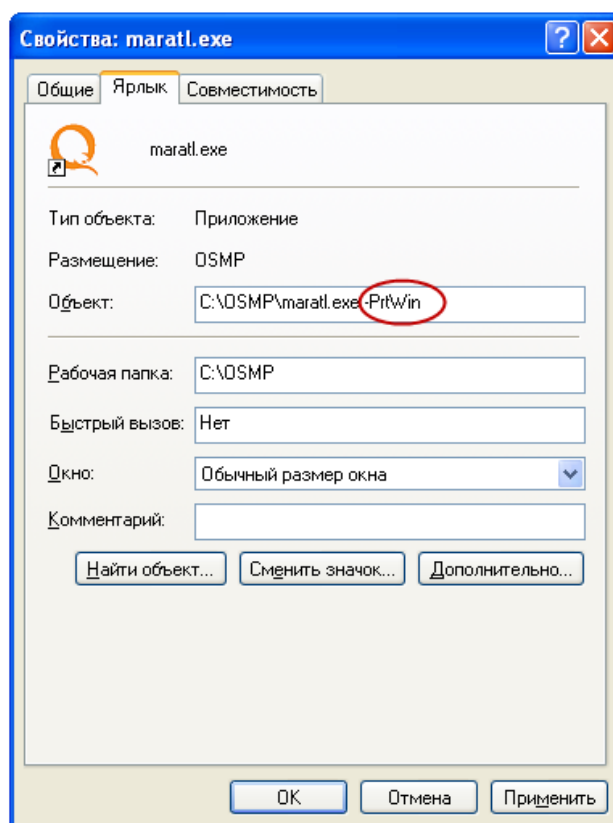 Свойства: maratl.exe
Общие Ярлык Совместимость
maratl.exe
Тип объекта: Приложение
Размещение: OSMP
Объект: C:\OSMP\maratl.exe -PrtWin
Рабочая папка: C:\OSMP
Быстрый вызов: Нет
Окно: Обычный размер окна
Комментарий:
Найти объект... Сменить значок... Дополнительно...
OK Отмена Применить